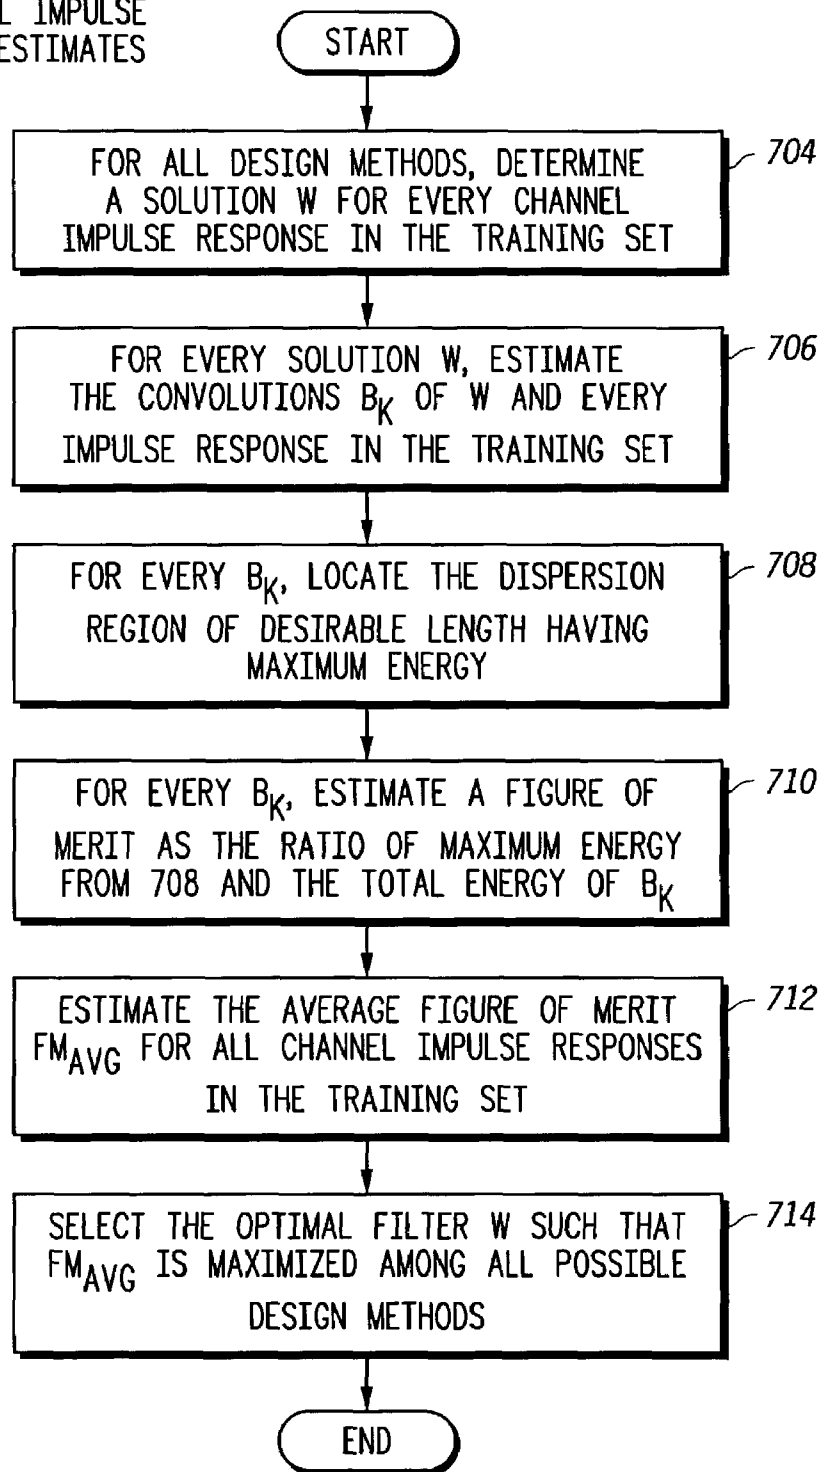 L IMPULSE
ESTIMATES
START
FOR ALL DESIGN METHODS, DETERMINE
A SOLUTION W FOR EVERY CHANNEL
IMPULSE RESPONSE IN THE TRAINING SET
704
FOR EVERY SOLUTION W, ESTIMATE
THE CONVOLUTIONS BK OF W AND EVERY
IMPULSE RESPONSE IN THE TRAINING SET
706
FOR EVERY BK, LOCATE THE DISPERSION
REGION OF DESIRABLE LENGTH HAVING
MAXIMUM ENERGY
708
FOR EVERY BK, ESTIMATE A FIGURE OF
MERIT AS THE RATIO OF MAXIMUM ENERGY
FROM 708 AND THE TOTAL ENERGY OF BK
710
ESTIMATE THE AVERAGE FIGURE OF MERIT
FMAVG FOR ALL CHANNEL IMPULSE RESPONSES
IN THE TRAINING SET
712
SELECT THE OPTIMAL FILTER W SUCH THAT
FMAVG IS MAXIMIZED AMONG ALL POSSIBLE
DESIGN METHODS
714
END